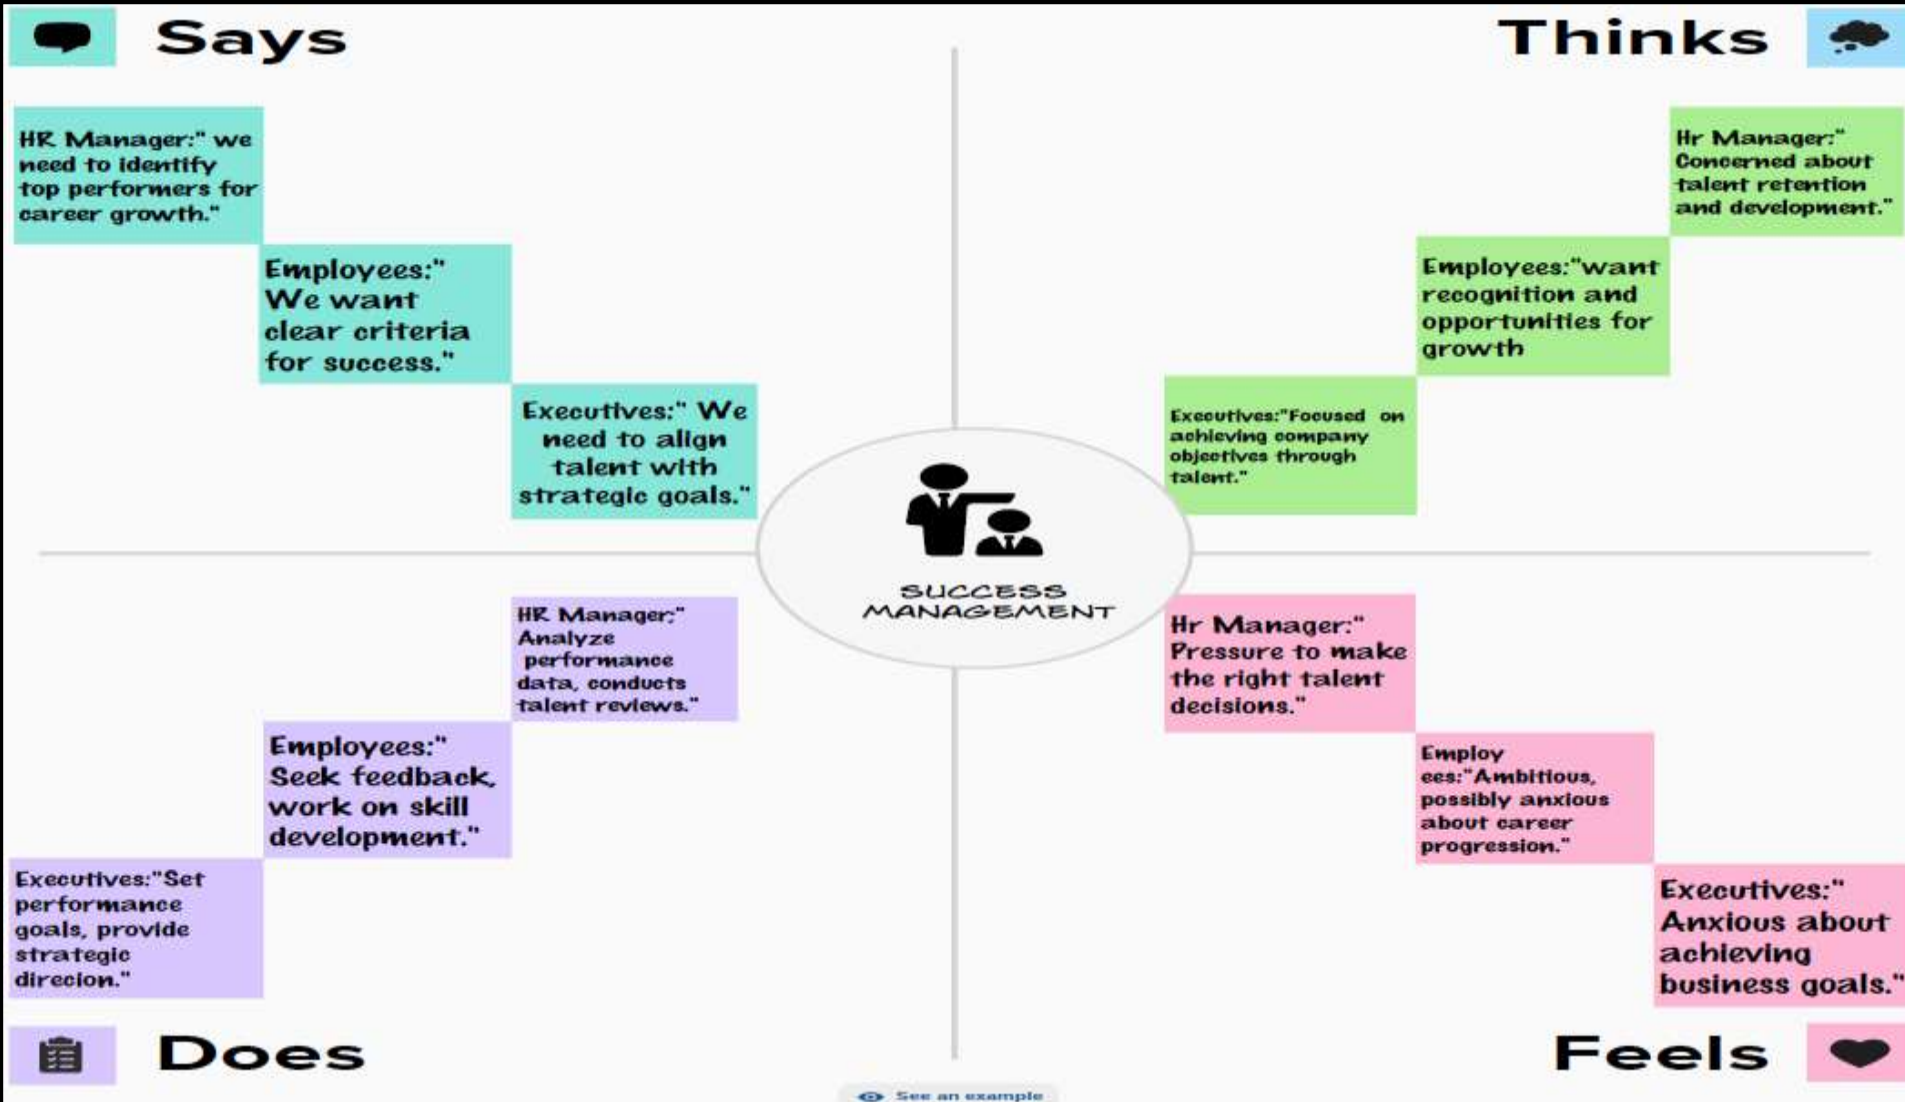 Says
Thinks
HR Manager:" we
need to identify
top performers for
career growth."
Employees:"
We want
clear criteria
for success."
Executives:" We
need to align
talent with
strategic goals."
Hr Manager:"
Concerned about
talent retention
and development."
Employees:"want
recognition and
opportunities for
growth
Executives:"Focused on
achieving company
objectives through
talent."
SUCCESS
MANAGEMENT
HR Manager:"
Analyze
performance
data, conducts
talent reviews."
Employees:"
Seek feedback,
work on skill
development."
Executives:"Set
performance
goals, provide
strategic
direcion."
Hr Manager:"
Pressure to make
the right talent
decisions."
Employ
ees:"Ambitious,
possibly anxious
about career
progression."
Executives:"
Anxious about
achieving
business goals."
Does
Feels
See an example